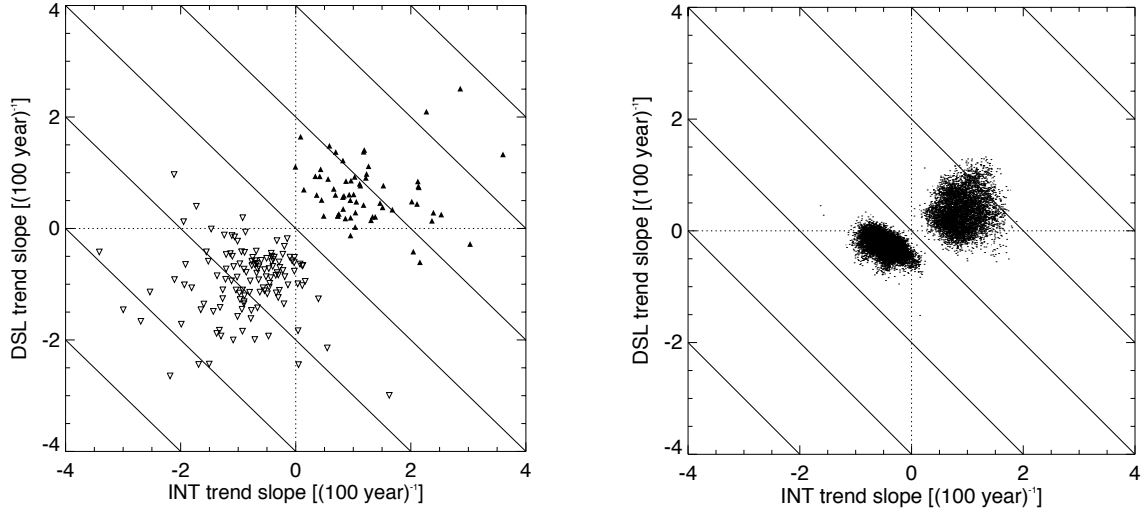 4
2
0
-2
-4
-4 -2 0 2 4
DSL trend slope [(100 year)⁻¹]
INT trend slope [(100 year)⁻¹]
4
2
0
-2
-4
-4 -2 0 2 4
DSL trend slope [(100 year)⁻¹]
INT trend slope [(100 year)⁻¹]